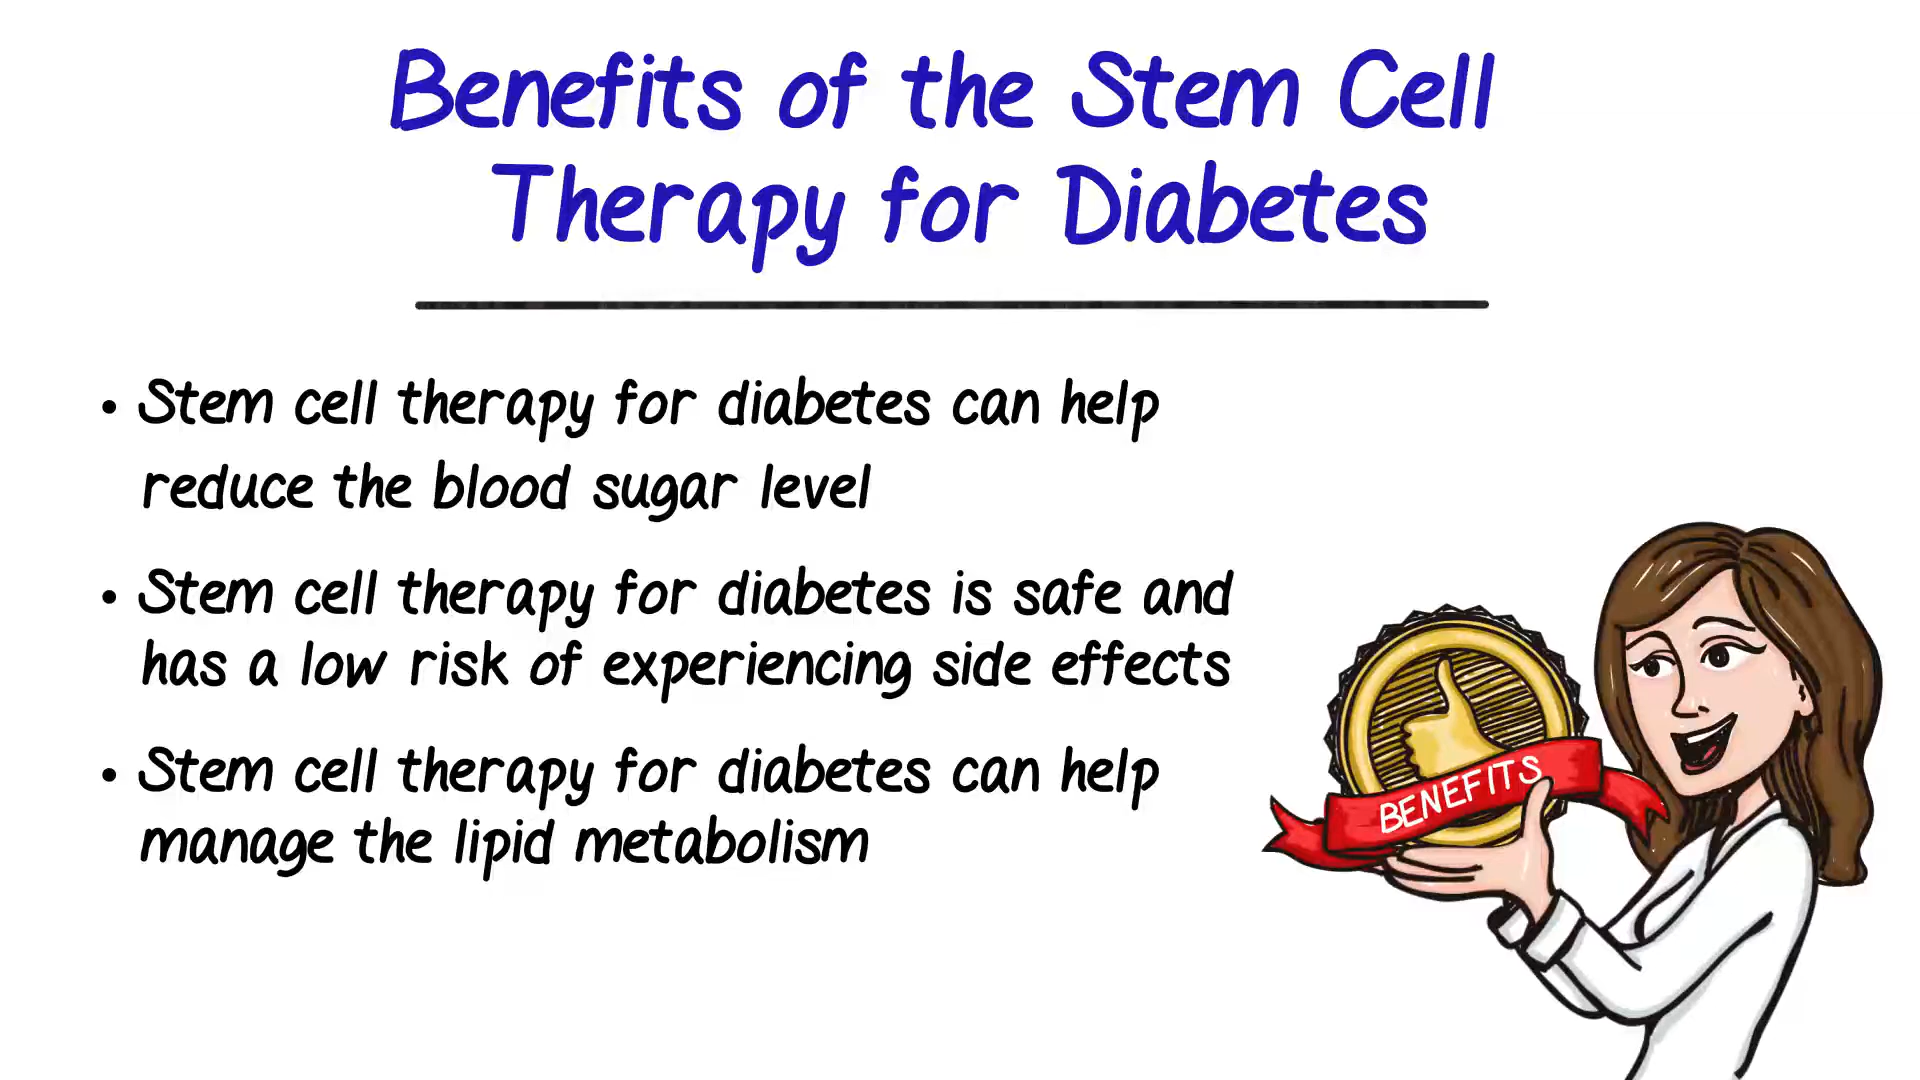 Benefits of the Stem Cell
Therapy for Diabetes
• Stem cell therapy for diabetes can help
reduce the blood sugar level
• Stem cell therapy for diabetes is safe and
has a low risk of experiencing side effects
• Stem cell therapy for diabetes can help
manage the lipid metabolism
BENEFITS